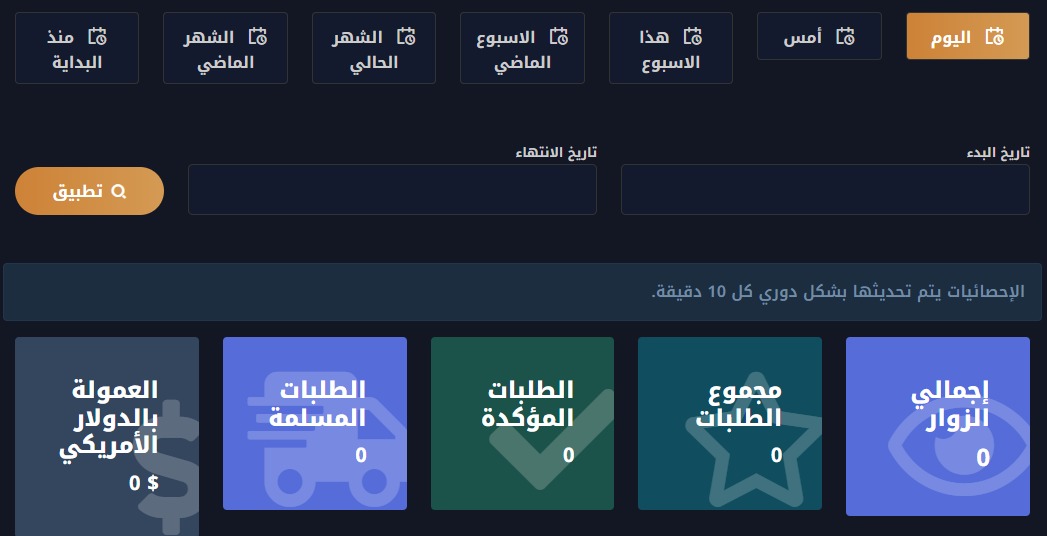 اليوم
أمس
هذا
الاسبوع
الاسبوع
الماضي
الشهر
الحالي
الشهر
الماضي
منذ
البداية
تاريخ البدء
تاريخ الانتهاء
تطبيق
الإحصائيات يتم تحديثها بشكل دوري كل 10 دقيقة.
إجمالي
الزوار
0
مجموع
الطلبات
0
الطلبات
المؤكدة
0
الطلبات
المسلمة
0
العمولة
بالدولار
الأمريكي
0 $